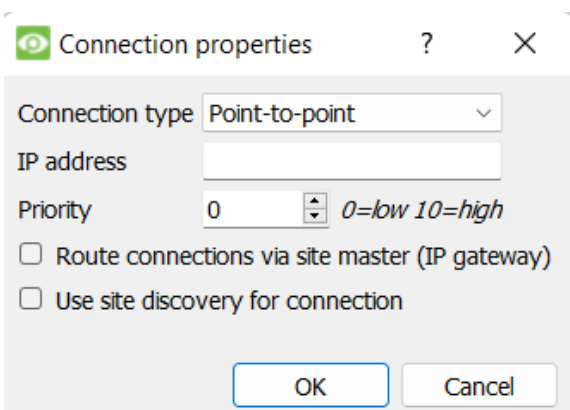 Connection properties ?
Connection type Point-to-point
IP address
Priority 0 0=low 10=high
Route connections via site master (IP gateway)
Use site discovery for connection
OK Cancel